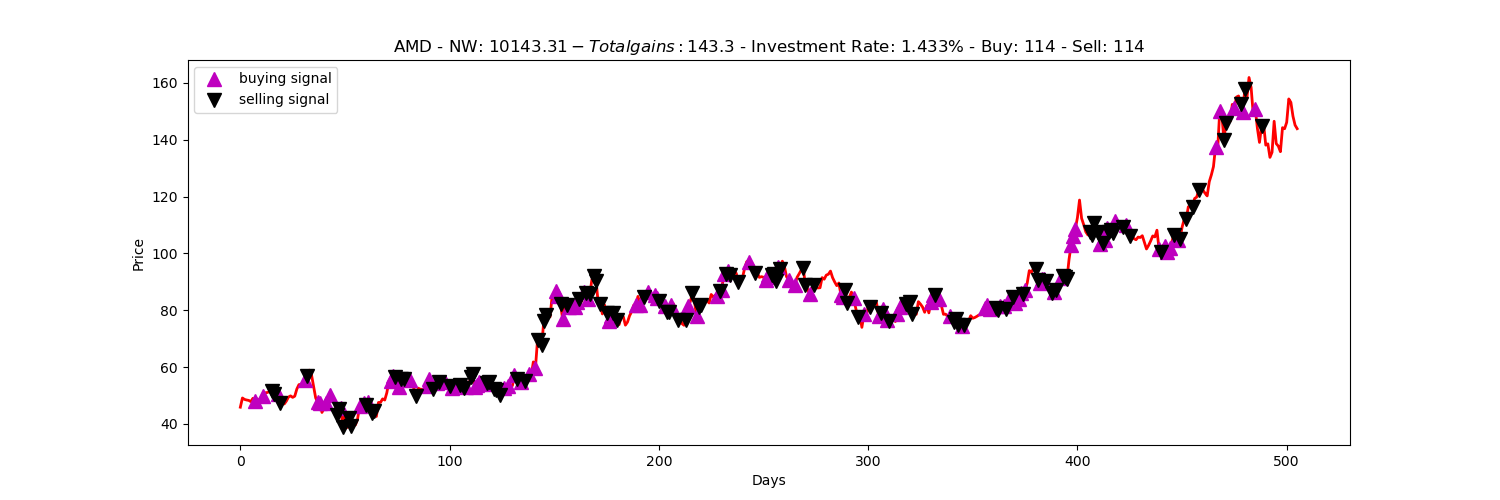 AMD - NW: 10143.31 - Totalgains : 143.3 - Investment Rate: 1.433% - Buy: 114 - Sell: 114
buying signal
selling signal
160
140
120
100
80
60
40
Price
0 100 200 300 400 500
Days